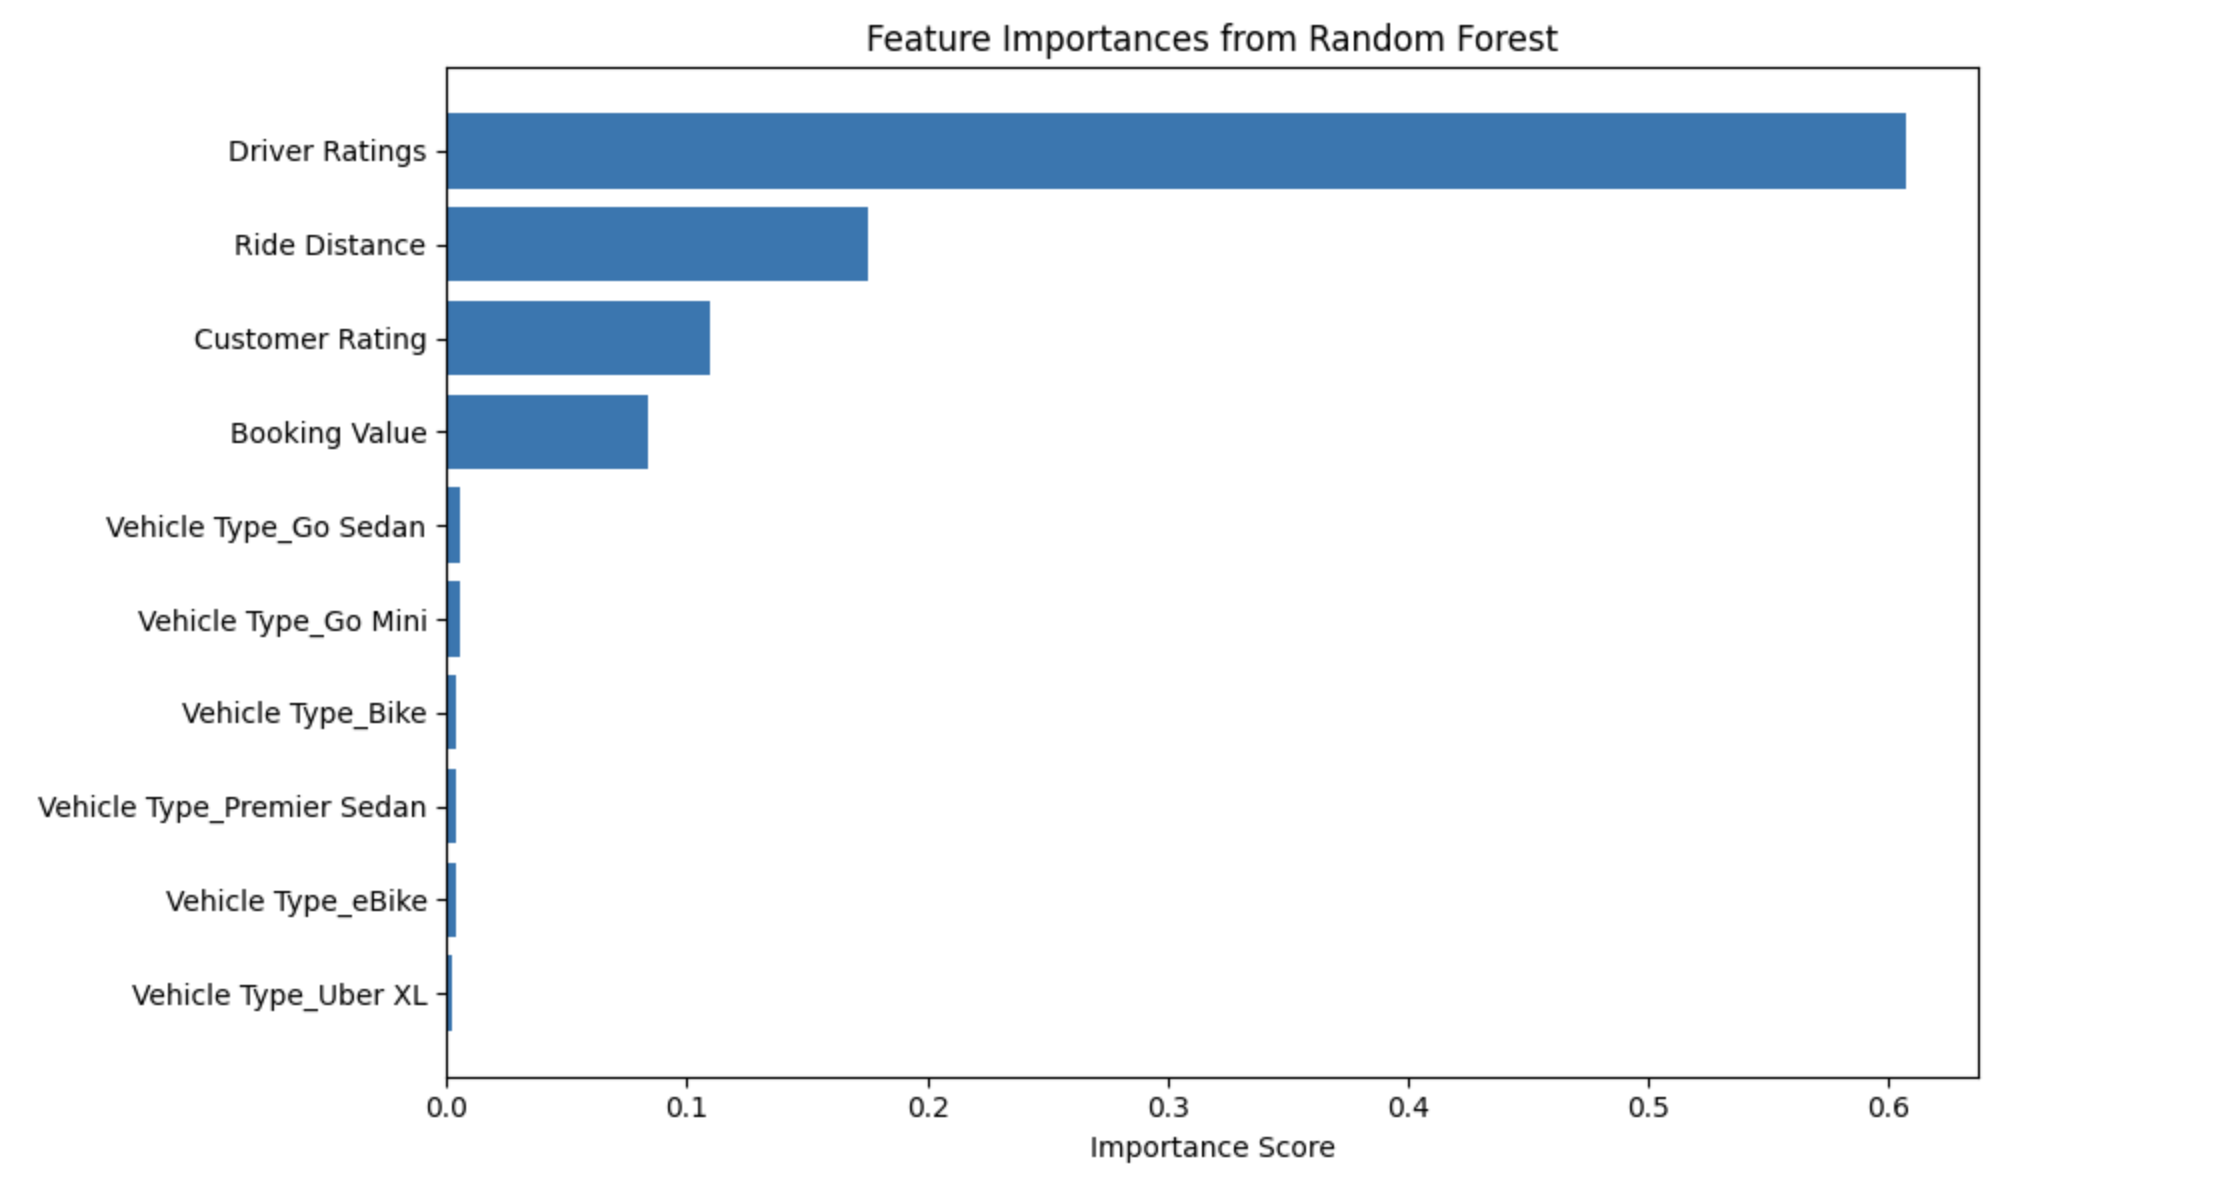 Feature Importances from Random Forest
Driver Ratings
Ride Distance
Customer Rating
Booking Value
Vehicle Type_Go Sedan
Vehicle Type_Go Mini
Vehicle Type_Bike
Vehicle Type_Premier Sedan
Vehicle Type_eBike
Vehicle Type_Uber XL
0.0 0.1 0.2 0.3 0.4 0.5 0.6
Importance Score